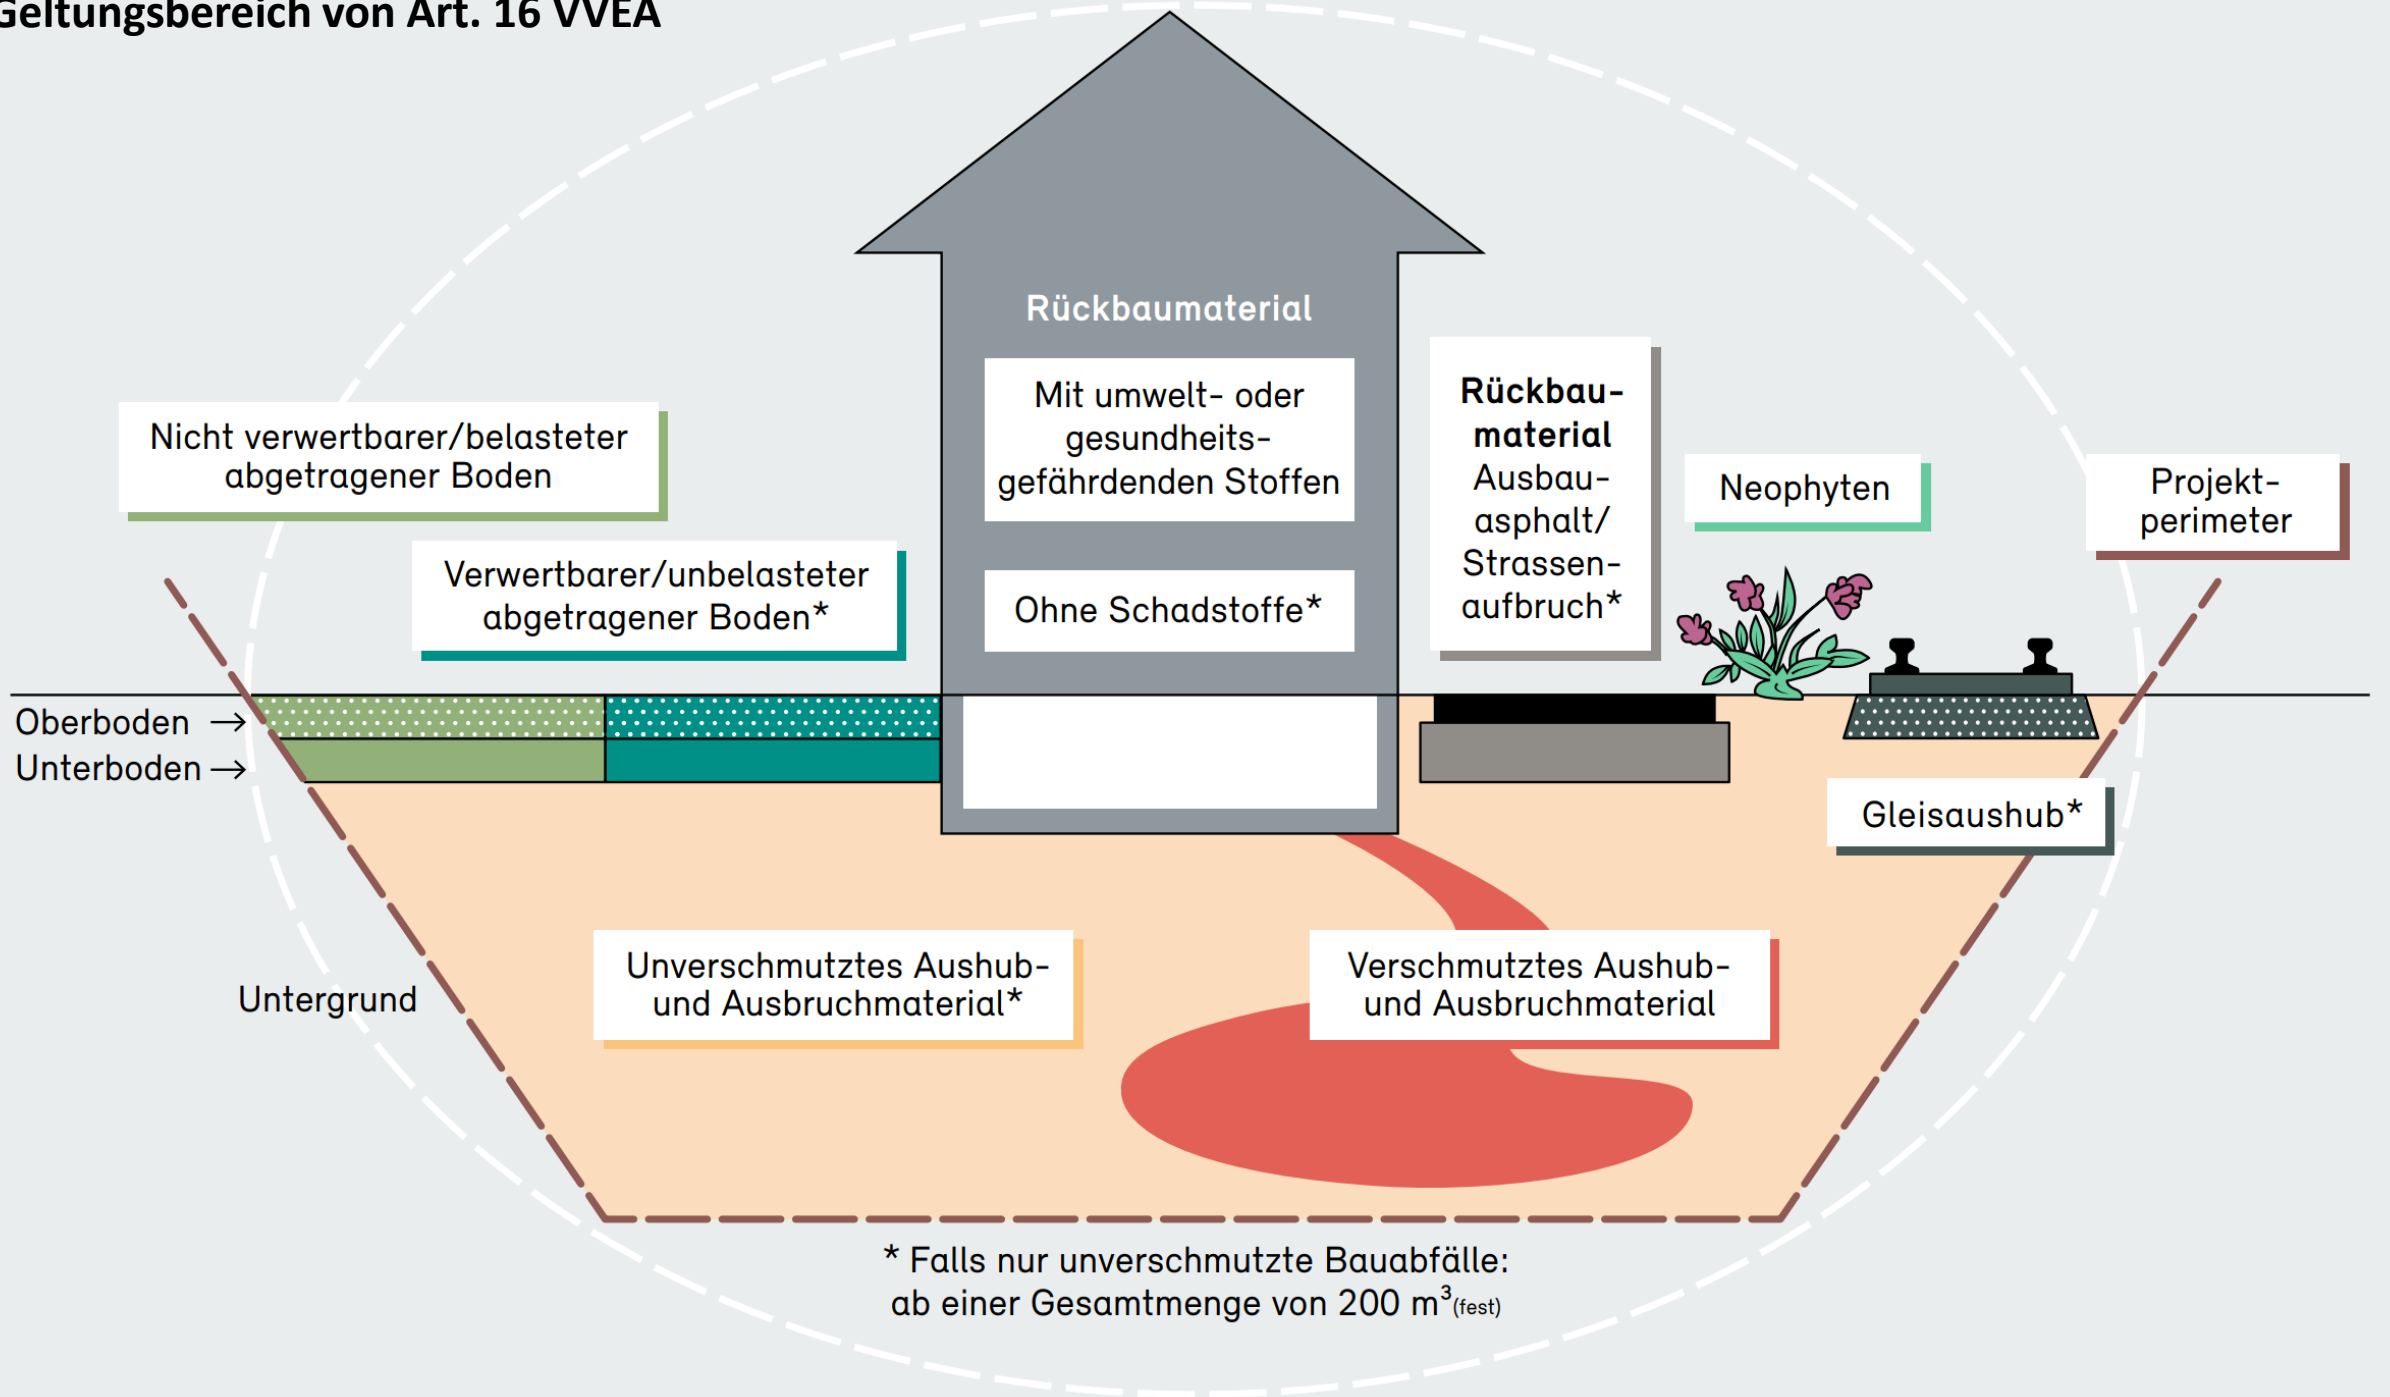 Geltungsbereich von Art. 16 VVEA
Rückbaumaterial
Mit umwelt- oder
gesundheits-
gefährdenden Stoffen
Ohne Schadstoffe*
Rückbau-
material
Ausbau-
asphalt/
Strassen-
aufbruch*
Nicht verwertbarer/belasteter
abgetragener Boden
Verwertbarer/unbelasteter
abgetragener Boden*
Neophyten
Projekt-
perimeter
Oberboden →
Unterboden →
Gleisaushub*
Untergrund
Unverschmutztes Aushub-
und Ausbruchmaterial*
Verschmutztes Aushub-
und Ausbruchmaterial
* Falls nur unverschmutzte Bauabfälle:
ab einer Gesamtmenge von 200 m³(fest)